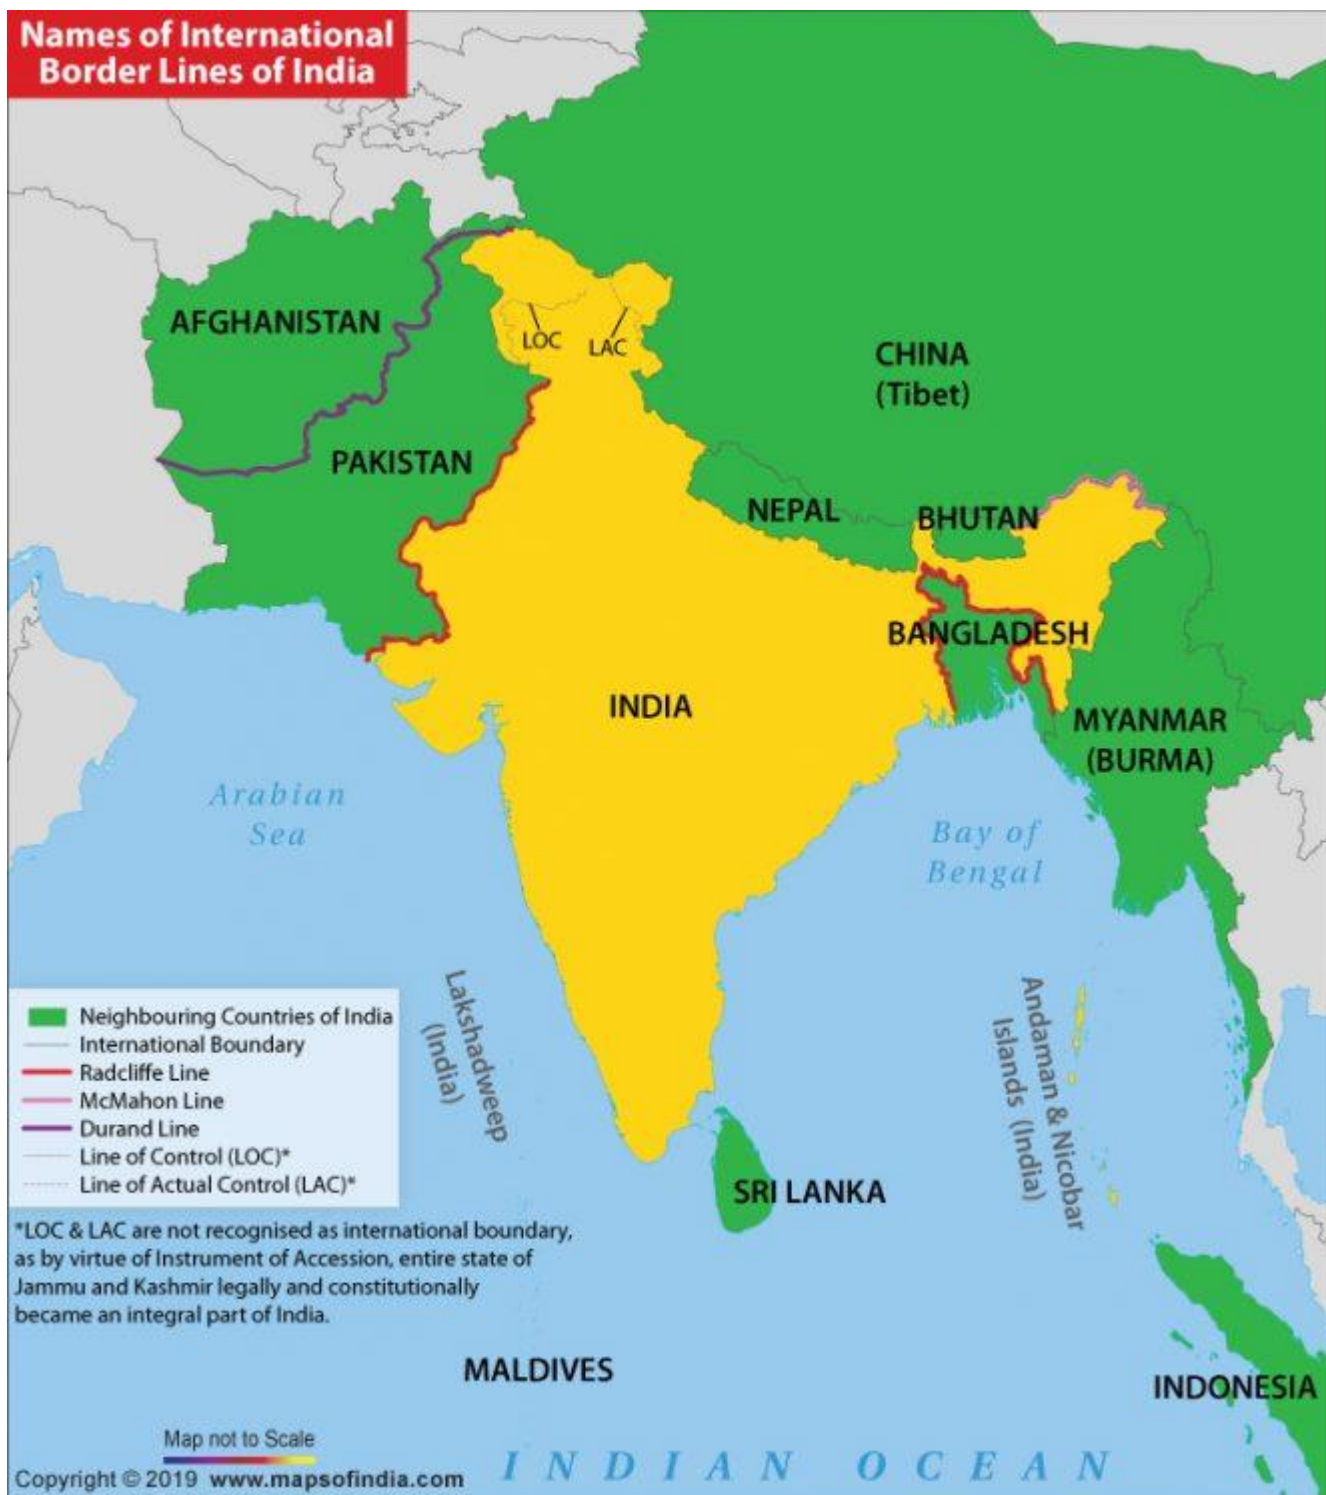 Names of International
Border Lines of India
AFGHANISTAN
LOC
LAC
CHINA
(Tibet)
PAKISTAN
NEPAL
BHUTAN
BANGLADESH
INDIA
MYANMAR
(BURMA)
Arabian
Sea
Bay of
Bengal
Lakshadweep
(India)
Andaman & Nicobar
Islands (India)
Neighbouring Countries of India
International Boundary
Radcliffe Line
McMahon Line
Durand Line
Line of Control (LOC)*
Line of Actual Control (LAC)*
SRI LANKA
*LOC & LAC are not recognised as international boundary,
as by virtue of Instrument of Accession, entire state of
Jammu and Kashmir legally and constitutionally
became an integral part of India.
MALDIVES
INDONESIA
Map not to Scale
INDIAN OCEAN
Copyright © 2019 www.mapsofindia.com